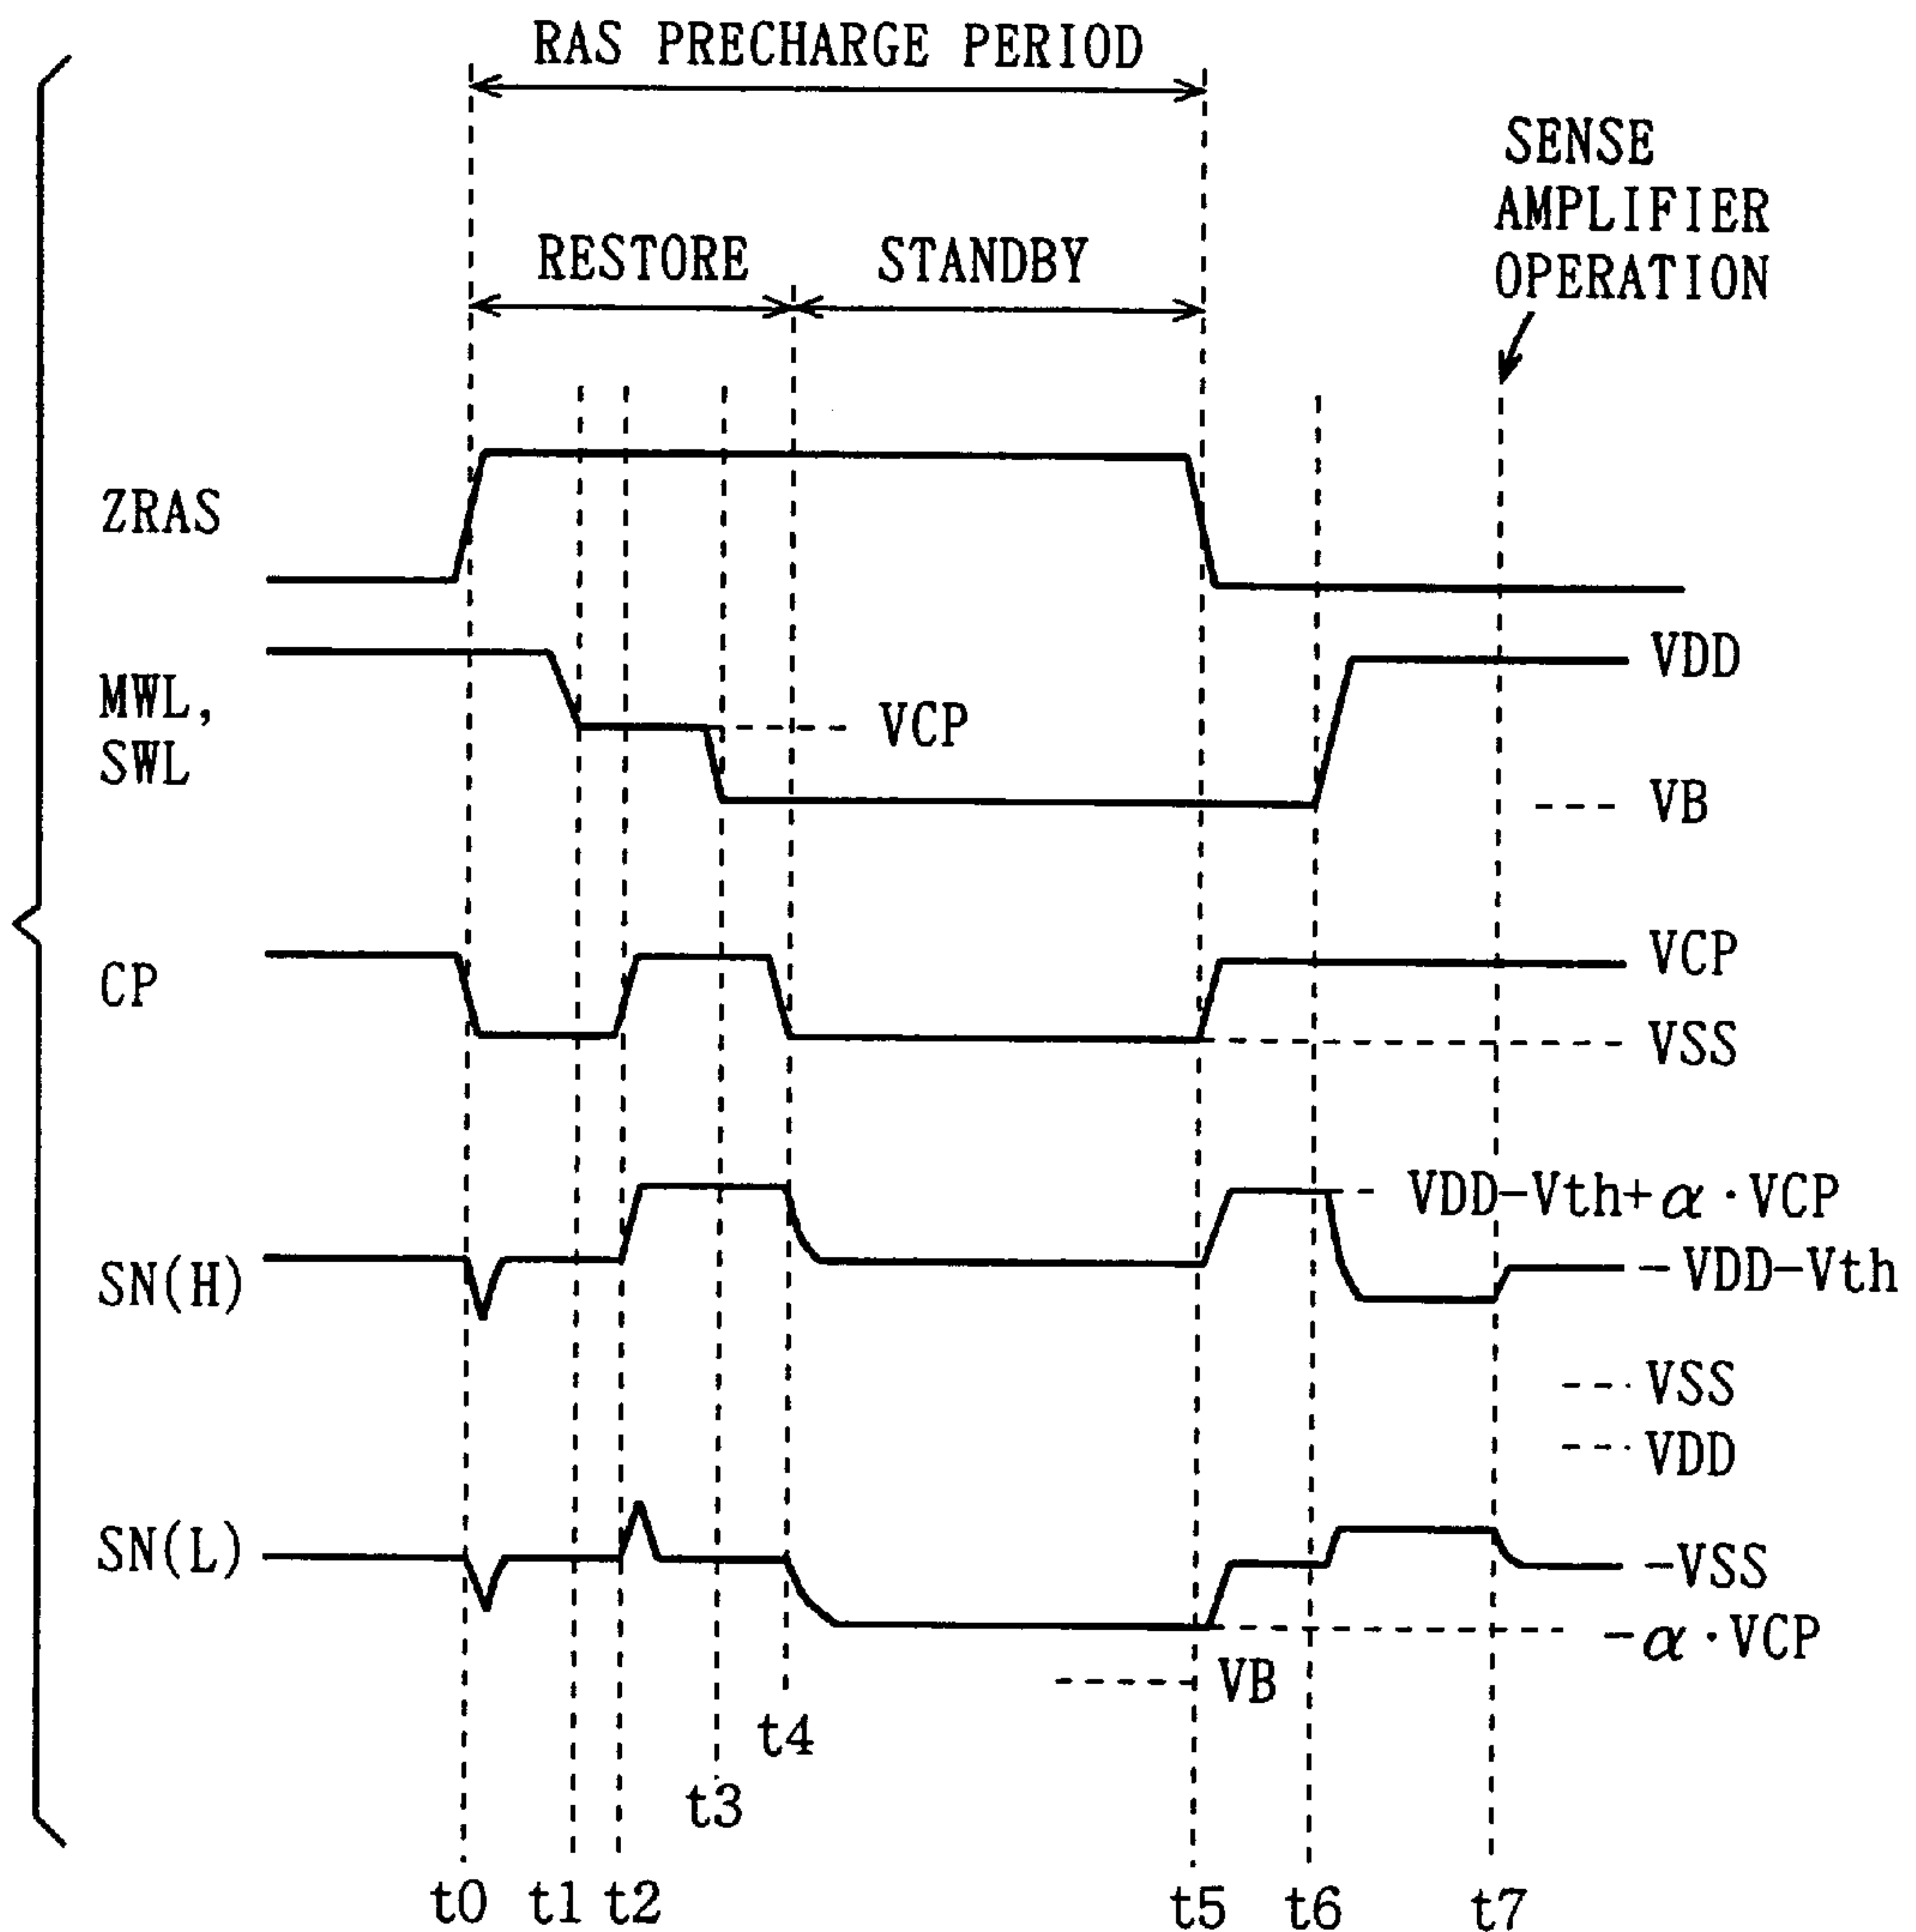 RAS PRECHARGE PERIOD
SENSE
AMPLIFIER
OPERATION
RESTORE
STANDBY
ZRAS
MWL,
SWL
VDD
VCP
VB
CP
VCP
VSS
SN(H)
VDD-Vth+α·VCP
VDD-Vth
VSS
VDD
SN(L)
VSS
-α·VCP
VB
t4
t3
t0
t1
t2
t5
t6
t7